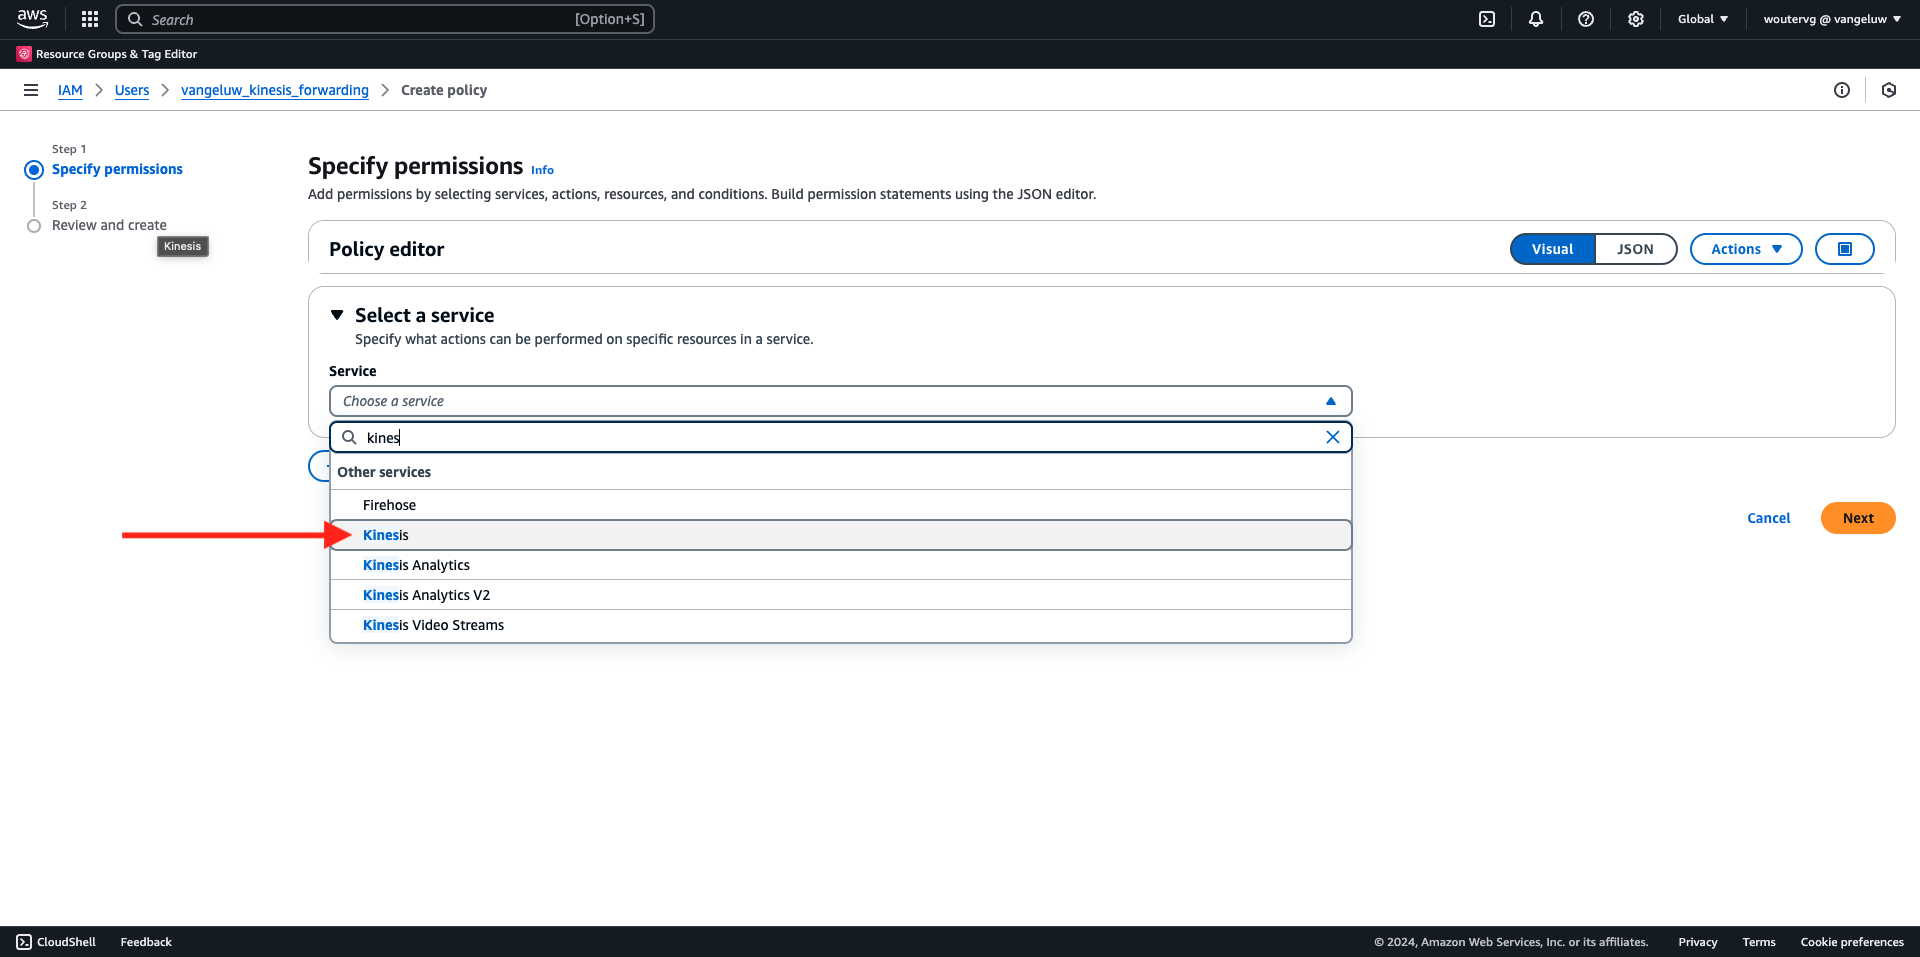 aws
Search [Option+S]
Global
woutervg @ vangeluw
Resource Groups & Tag Editor
IAM
Users
vangeluw_kinesis_forwarding
Create policy
Step 1
Specify permissions
Step 2
Review and create
Kinesis
Specify permissions Info
Add permissions by selecting services, actions, resources, and conditions. Build permission statements using the JSON editor.
Policy editor
Visual
JSON
Actions
Select a service
Specify what actions can be performed on specific resources in a service.
Service
Choose a service
kines
Other services
Firehose
Kinesis
Kinesis Analytics
Kinesis Analytics V2
Kinesis Video Streams
Cancel
Next
CloudShell
Feedback
© 2024, Amazon Web Services, Inc. or its affiliates.
Privacy
Terms
Cookie preferences